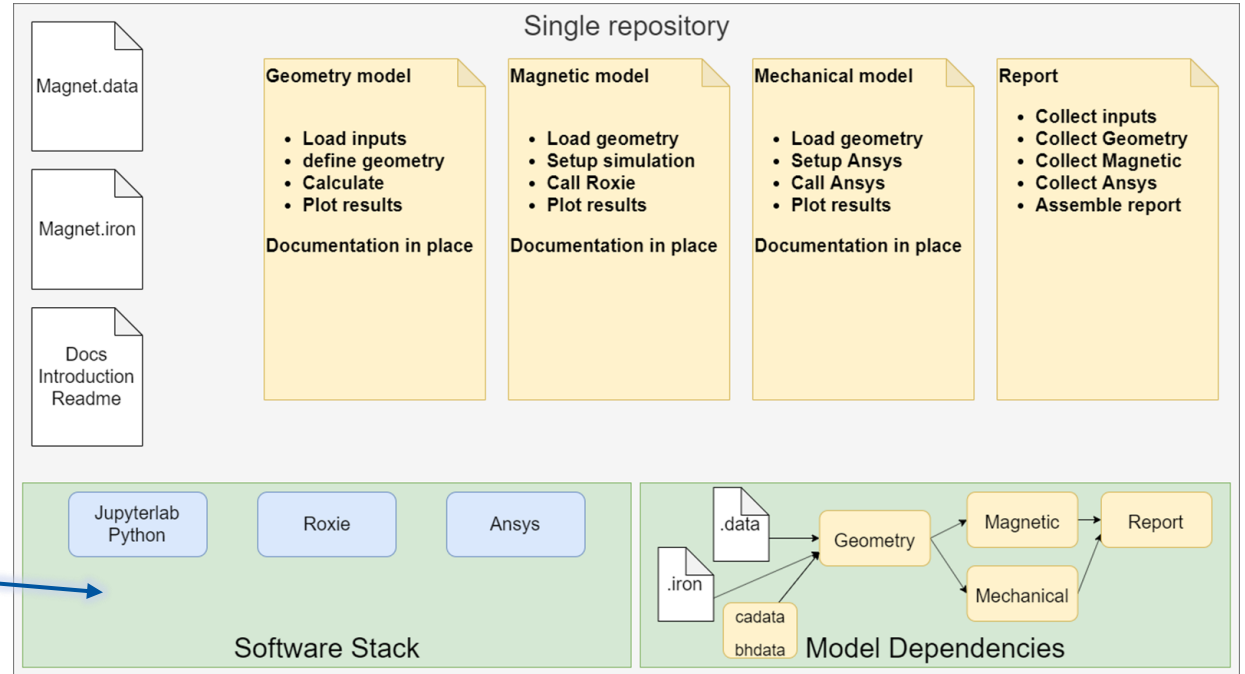 Single repository
Magnet.data
Magnet.iron
Docs
Introduction
Readme
Geometry model
• Load inputs
• define geometry
• Calculate
• Plot results
Documentation in place
Magnetic model
• Load geometry
• Setup simulation
• Call Roxie
• Plot results
Documentation in place
Mechanical model
• Load geometry
• Setup Ansys
• Call Ansys
• Plot results
Documentation in place
Report
• Collect inputs
• Collect Geometry
• Collect Magnetic
• Collect Ansys
• Assemble report
Jupyterlab
Python
Roxie
Ansys
Software Stack
.data
.iron
cadata
bhdata
Geometry
Magnetic
Mechanical
Report
Model Dependencies